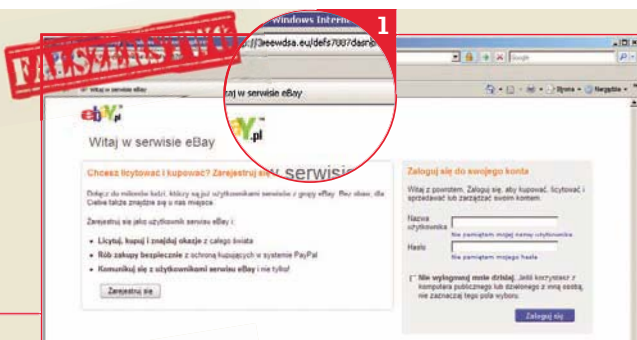 FAŁSZERSTWO
1
Windows Intern
aj w serwisie eBay
Y.pl
w serwisie
Google
Strona
Narzędzia
Witaj w serwisie eBay
ebY.pl
Witaj w serwisie eBay
Chcesz licytować i kupować? Zarejestruj się
Dołącz do milionów ludzi, którzy są już użytkownikami serwisów z grupy eBay. Bez obaw, dla
Ciebie także znajdzie się u nas miejsce.
Zarejestruj się jako użytkownik serwisu eBay i:
• Licytuj, kupuj i znajduj okazje z całego świata
• Rób zakupy bezpiecznie z ochroną kupujących w systemie PayPal
• Komunikuj się z użytkownikami serwisu eBay i nie tylko!
Zarejestruj się
Zaloguj się do swojego konta
Witaj z powrotem. Zaloguj się, aby kupować, licytować i
sprzedawać lub zarządzać swoim kontem.
Nazwa
użytkownika
Nie pamiętam mojej nazwy użytkownika
Hasło
Nie pamiętam mojego hasła
Nie wylogowuj mnie dzisiaj. Jeśli korzystasz z
komputera publicznego lub dzielonego z inną osobą,
nie zaznaczaj tego pola wyboru.
Zaloguj się